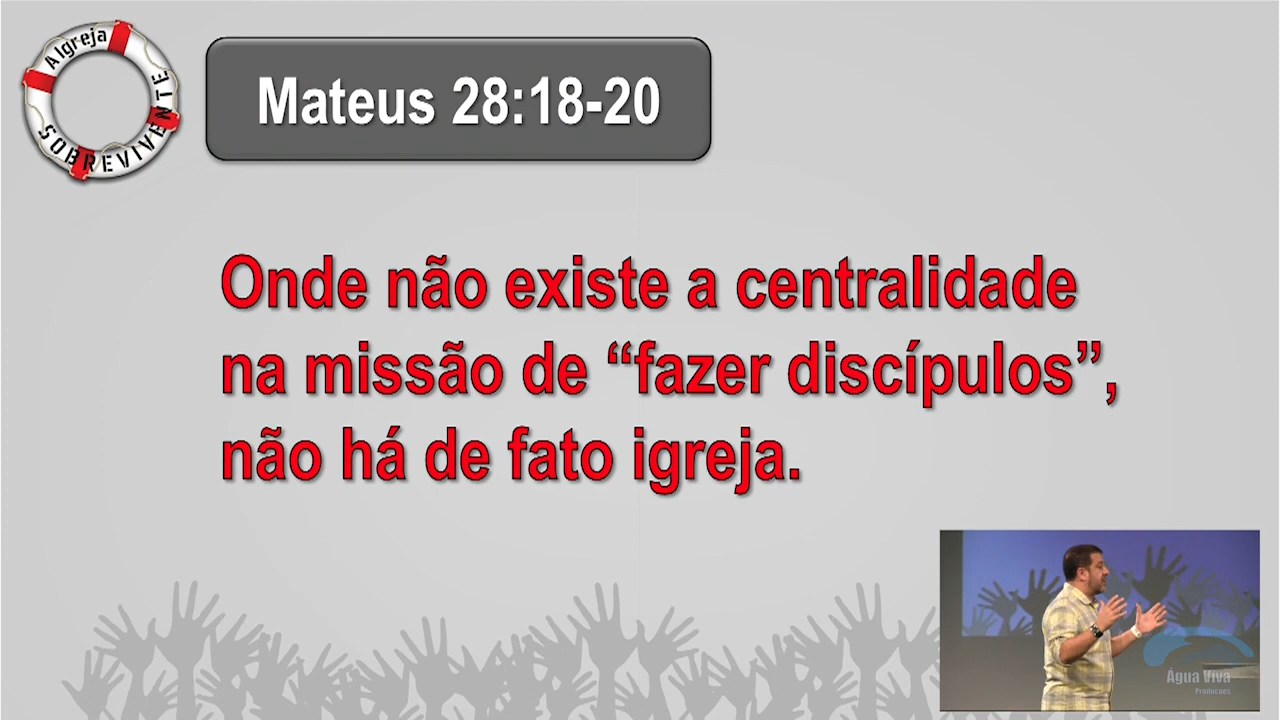 A Igreja
SOBREVIVENTE
Mateus 28:18-20
Onde não existe a centralidade
na missão de “fazer discípulos”,
não há de fato igreja.
Água Viva
Producoes